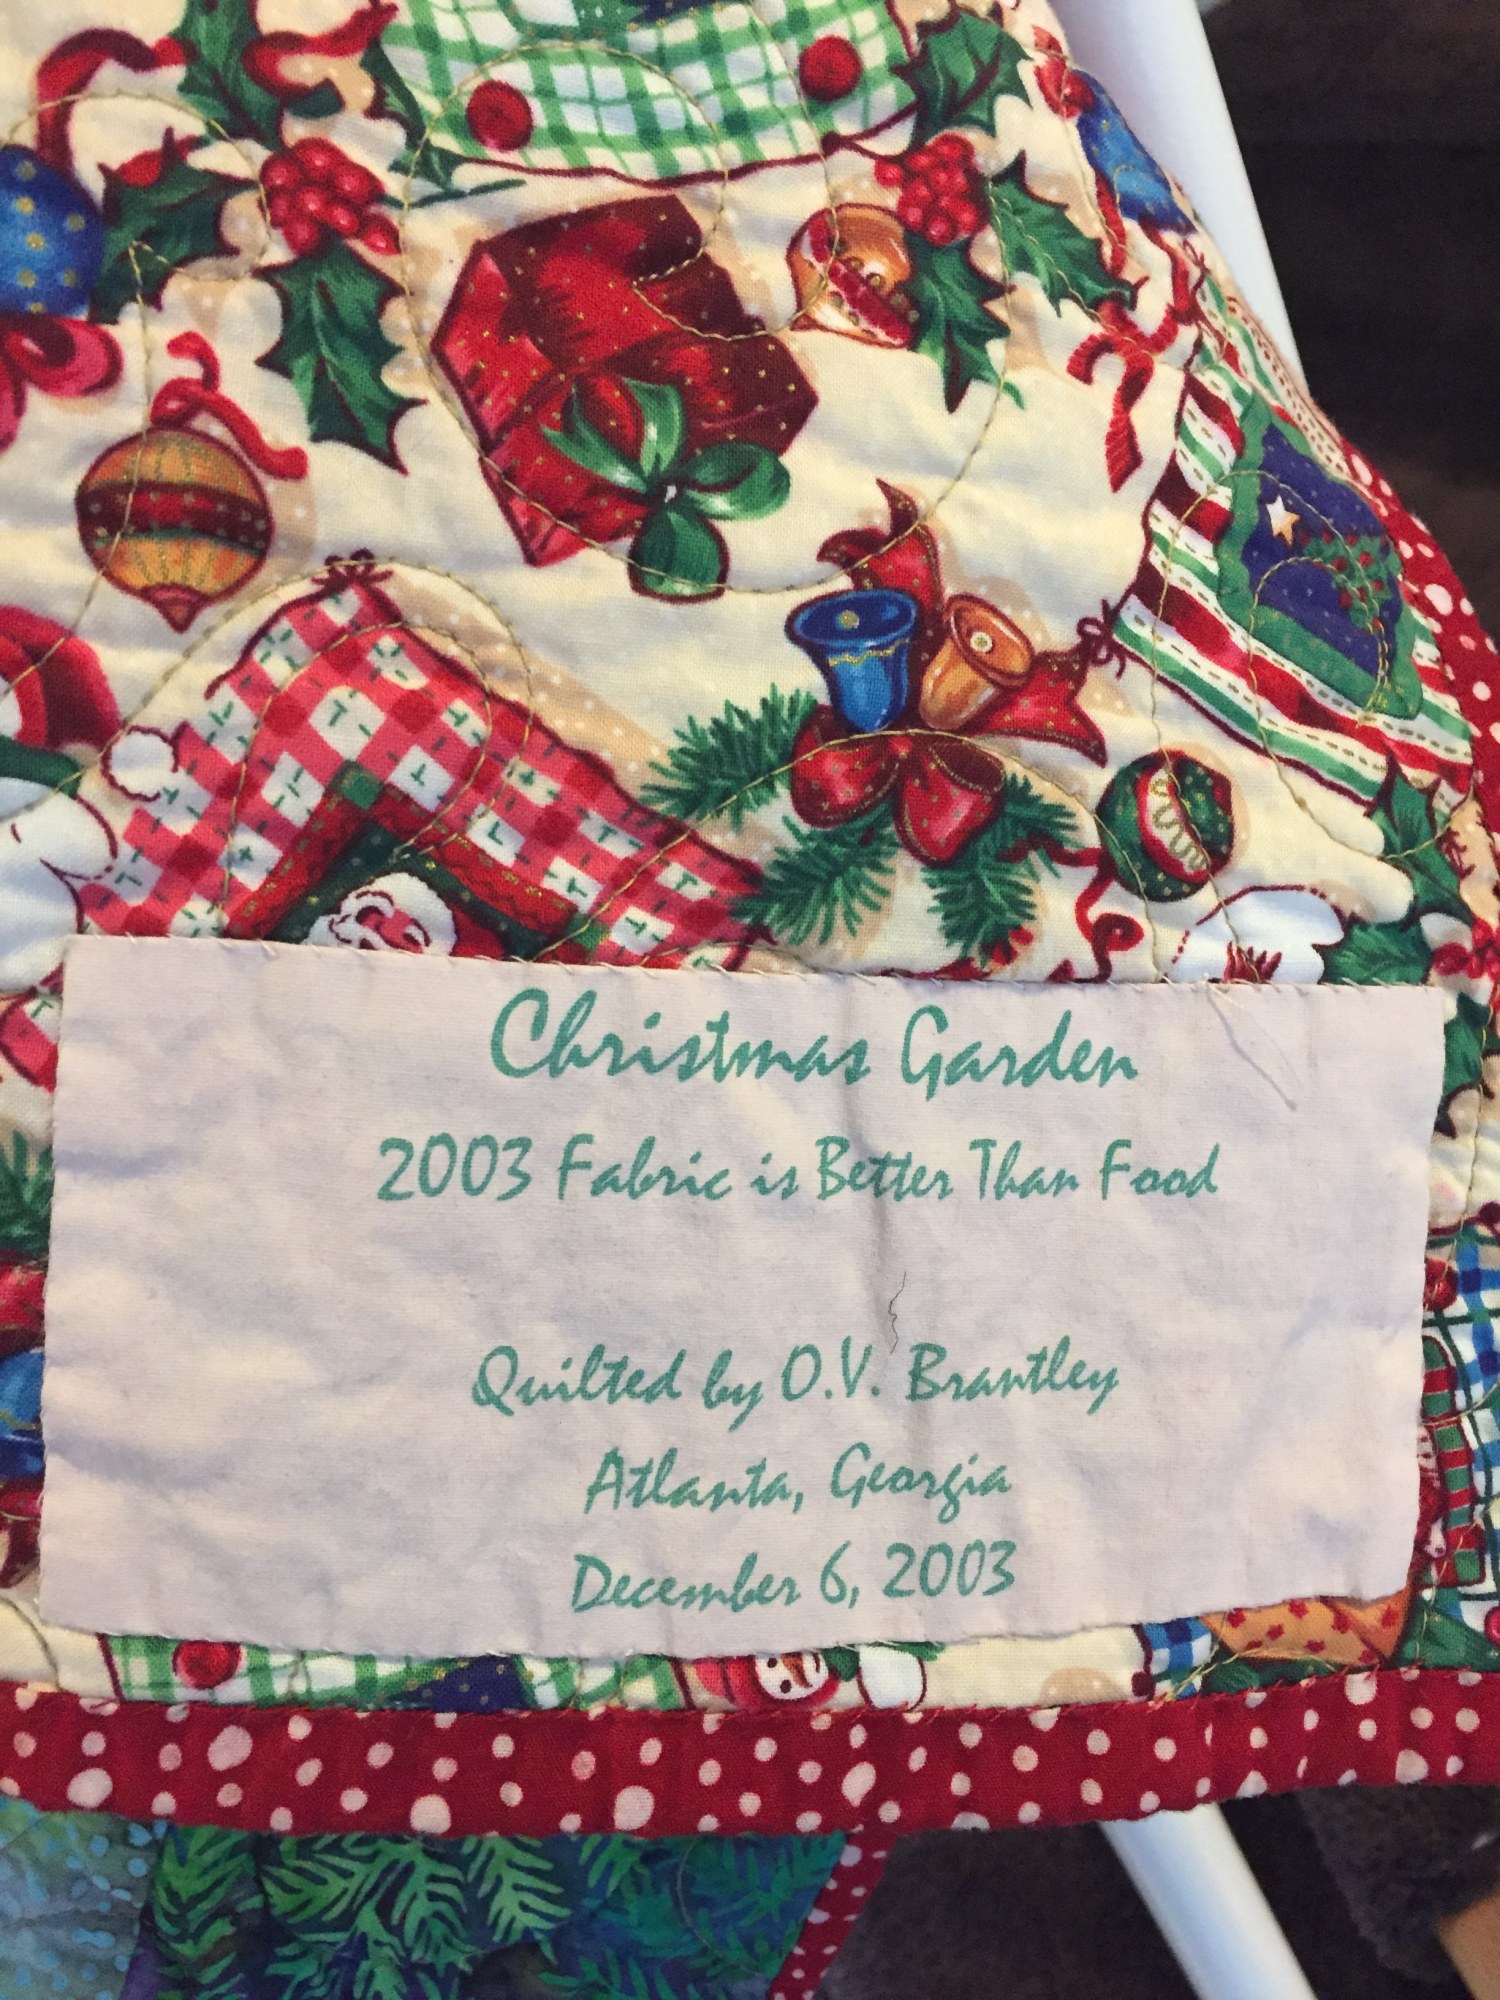 Christmas Garden
2003 Fabric is Better Than Food
Quilted by O.V. Brantley
Atlanta, Georgia
December 6, 2003